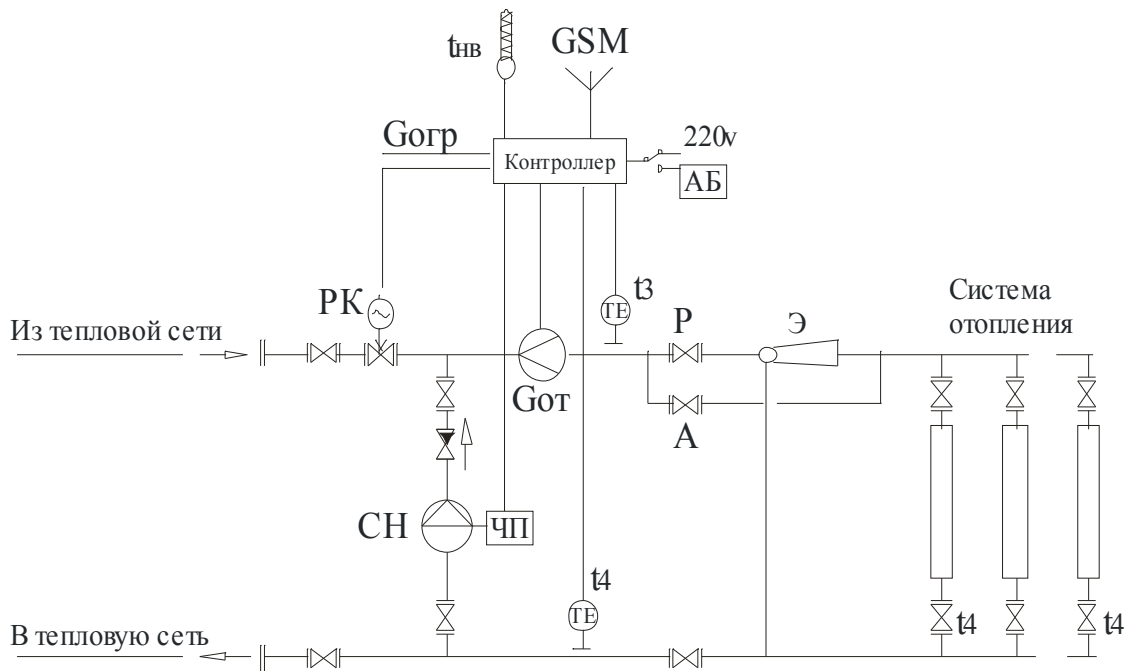 tнв
GSM
Gогр
220v
Контроллер
АБ
t3
РК
ТЕ
Из тепловой сети
Р
Э
Система
отопления
Gот
А
СН
ЧП
t4
ТЕ
t4
t4
В тепловую сеть